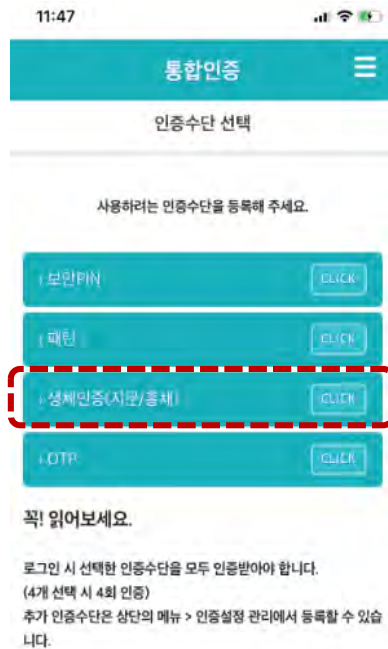 11:47
통합인증
인증수단 선택
사용하려는 인증수단을 등록해 주세요.
보안PIN CLICK
패턴 CLICK
생체인증(지문/홍채) CLICK
OTP CLICK
꼭! 읽어보세요.
로그인 시 선택한 인증수단을 모두 인증받아야 합니다.
(4개 선택 시 4회 인증)
추가 인증수단은 상단의 메뉴 > 인증설정 관리에서 등록할 수 있습
니다.